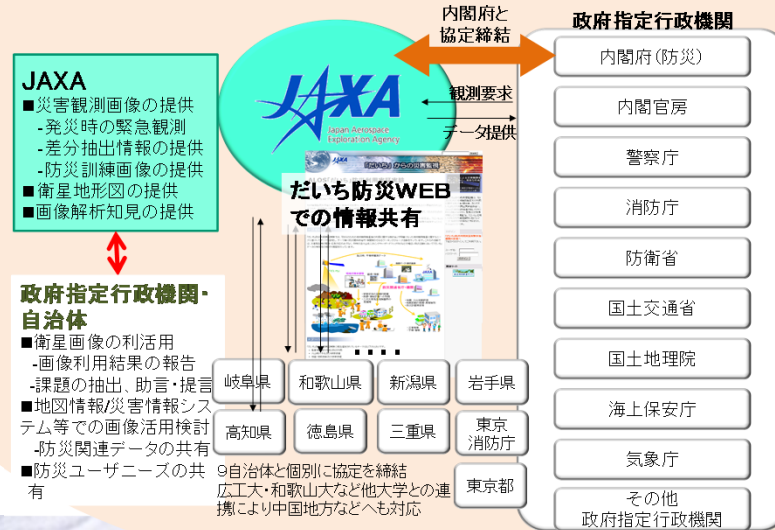 内閣府と
協定締結
政府指定行政機関
JAXA
■災害観測画像の提供
-発災時の緊急観測
-差分抽出情報の提供
-防災訓練画像の提供
■衛星地形図の提供
■画像解析知見の提供
JAXA
Japan Aerospace
Exploration Agency
観測要求
データ提供
だいち防災WEB
での情報共有
・・・・
内閣府(防災)
内閣官房
警察庁
消防庁
防衛省
国土交通省
国土地理院
海上保安庁
気象庁
その他
政府指定行政機関
政府指定行政機関・
自治体
■衛星画像の利活用
-画像利用結果の報告
-課題の抽出、助言・提言
■地図情報/災害情報シス
テム等での画像活用検討
-防災関連データの共有
■防災ユーザニーズの共
有
岐阜県
和歌山県
新潟県
岩手県
高知県
徳島県
三重県
東京
消防庁
東京都
9自治体と個別に協定を締結
広工大・和歌山大など他大学との連
携により中国地方などへも対応